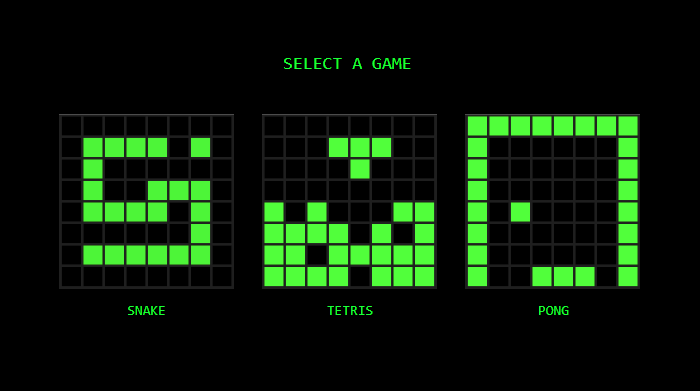 SELECT A GAME
SNAKE
TETRIS
PONG